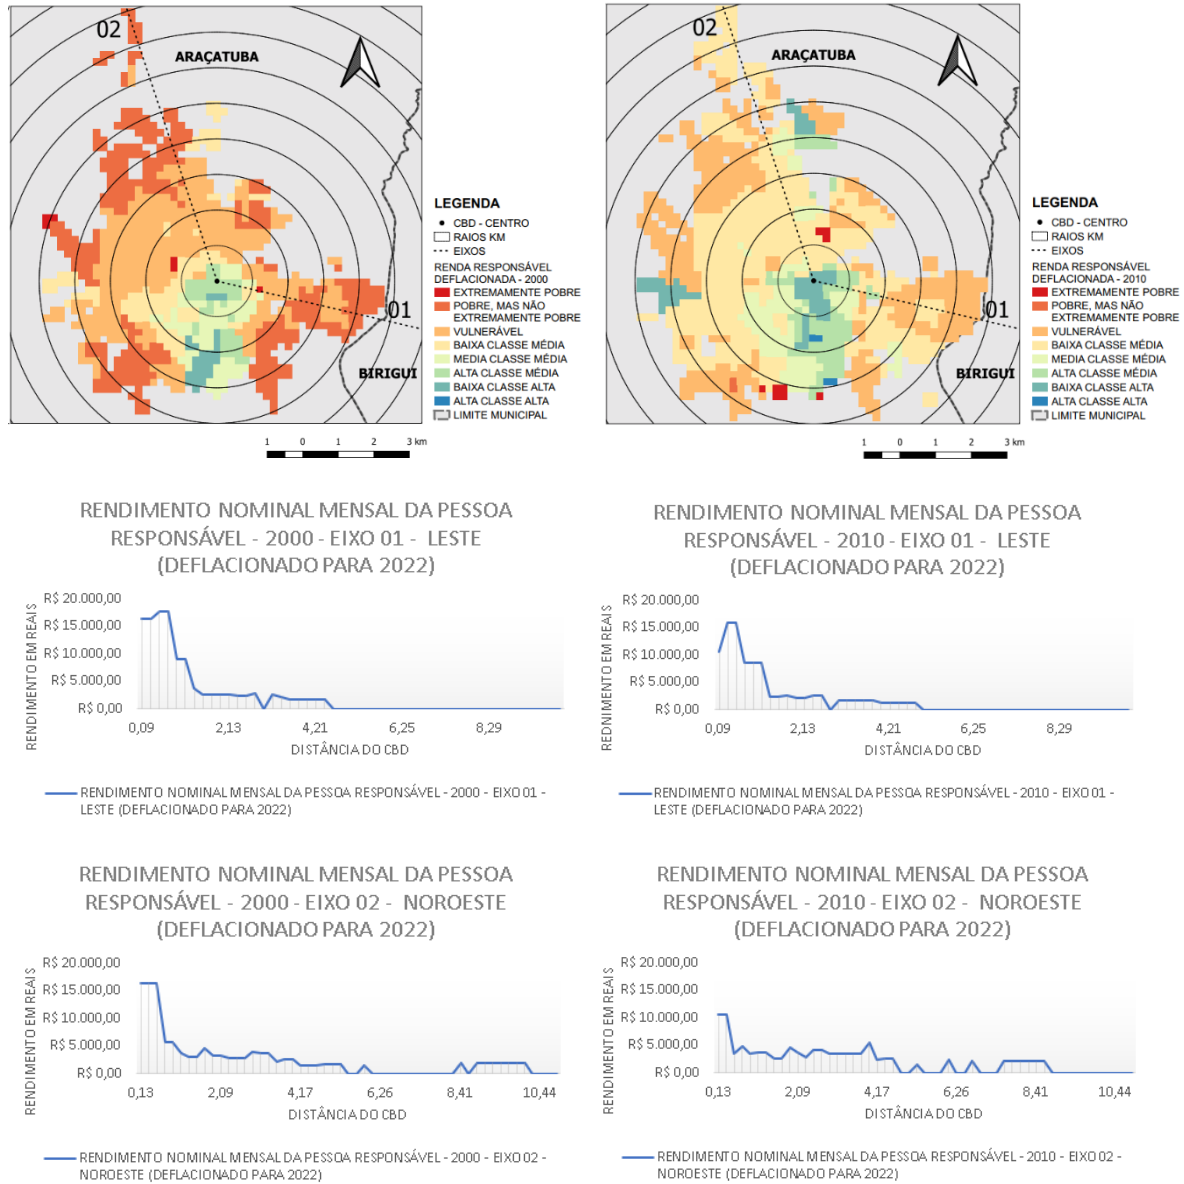 02
ARAÇATUBA
01
BIRIGUI
LEGENDA
CBD - CENTRO
RAIOS KM
EIXOS
RENDA RESPONSÁVEL
DEFLACIONADA - 2000
EXTREMAMENTE POBRE
POBRE, MAS NÃO
EXTREMAMENTE POBRE
VULNERÁVEL
BAIXA CLASSE MÉDIA
MEDIA CLASSE MÉDIA
ALTA CLASSE MÉDIA
BAIXA CLASSE ALTA
ALTA CLASSE ALTA
LIMITE MUNICIPAL
1 0 1 2 3 km
02
ARAÇATUBA
01
BIRIGUI
LEGENDA
CBD - CENTRO
RAIOS KM
EIXOS
RENDA RESPONSÁVEL
DEFLACIONADA - 2010
EXTREMAMENTE POBRE
POBRE, MAS NÃO
EXTREMAMENTE POBRE
VULNERÁVEL
BAIXA CLASSE MÉDIA
MEDIA CLASSE MÉDIA
ALTA CLASSE MÉDIA
BAIXA CLASSE ALTA
ALTA CLASSE ALTA
LIMITE MUNICIPAL
1 0 1 2 3 km
RENDIMENTO NOMINAL MENSAL DA PESSOA
RESPONSÁVEL - 2000 - EIXO 01 - LESTE
(DEFLACIONADO PARA 2022)
RENDIMENTO EM REAIS
R$ 20.000,00
R$ 15.000,00
R$ 10.000,00
R$ 5.000,00
R$ 0,00
0,09 2,13 4,21 6,25 8,29
DISTÂNCIA DO CBD
RENDIMENTO NOMINAL MENSAL DA PESSOA RESPONSÁVEL - 2000 - EIXO 01 -
LESTE (DEFLACIONADO PARA 2022)
RENDIMENTO NOMINAL MENSAL DA PESSOA
RESPONSÁVEL - 2010 - EIXO 01 - LESTE
(DEFLACIONADO PARA 2022)
REDNIMENTO EM REAIS
R$ 20.000,00
R$ 15.000,00
R$ 10.000,00
R$ 5.000,00
R$ 0,00
0,09 2,13 4,21 6,25 8,29
DISTÂNCIA DO CBD
RENDIMENTO NOMINAL MENSAL DA PESSOA RESPONSÁVEL - 2010 - EIXO 01 -
LESTE (DEFLACIONADO PARA 2022)
RENDIMENTO NOMINAL MENSAL DA PESSOA
RESPONSÁVEL - 2000 - EIXO 02 - NOROESTE
(DEFLACIONADO PARA 2022)
RENDIMENTO EM REAIS
R$ 20.000,00
R$ 15.000,00
R$ 10.000,00
R$ 5.000,00
R$ 0,00
0,13 2,09 4,17 6,26 8,41 10,44
DISTÂNCIA DO CBD
RENDIMENTO NOMINAL MENSAL DA PESSOA RESPONSÁVEL - 2000 - EIXO 02 -
NOROESTE (DEFLACIONADO PARA 2022)
RENDIMENTO NOMINAL MENSAL DA PESSOA
RESPONSÁVEL - 2010 - EIXO 02 - NOROESTE
(DEFLACIONADO PARA 2022)
RENDIMENTO EM REAIS
R$ 20.000,00
R$ 15.000,00
R$ 10.000,00
R$ 5.000,00
R$ 0,00
0,13 2,09 4,17 6,26 8,41 10,44
DISTÂNCIA DO CBD
RENDIMENTO NOMINAL MENSAL DA PESSOA RESPONSÁVEL - 2010 - EIXO 02 -
NOROESTE (DEFLACIONADO PARA 2022)